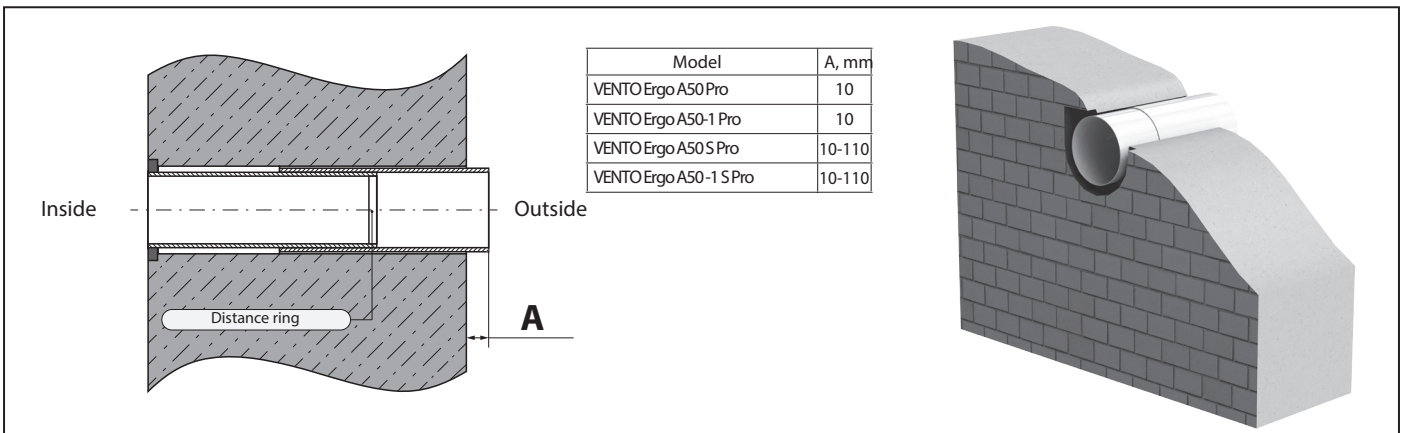 Model A, mm
VENTO Ergo A50 Pro 10
VENTO Ergo A50-1 Pro 10
VENTO Ergo A50 S Pro 10-110
VENTO Ergo A50-1 S Pro 10-110
Inside
Outside
Distance ring
A